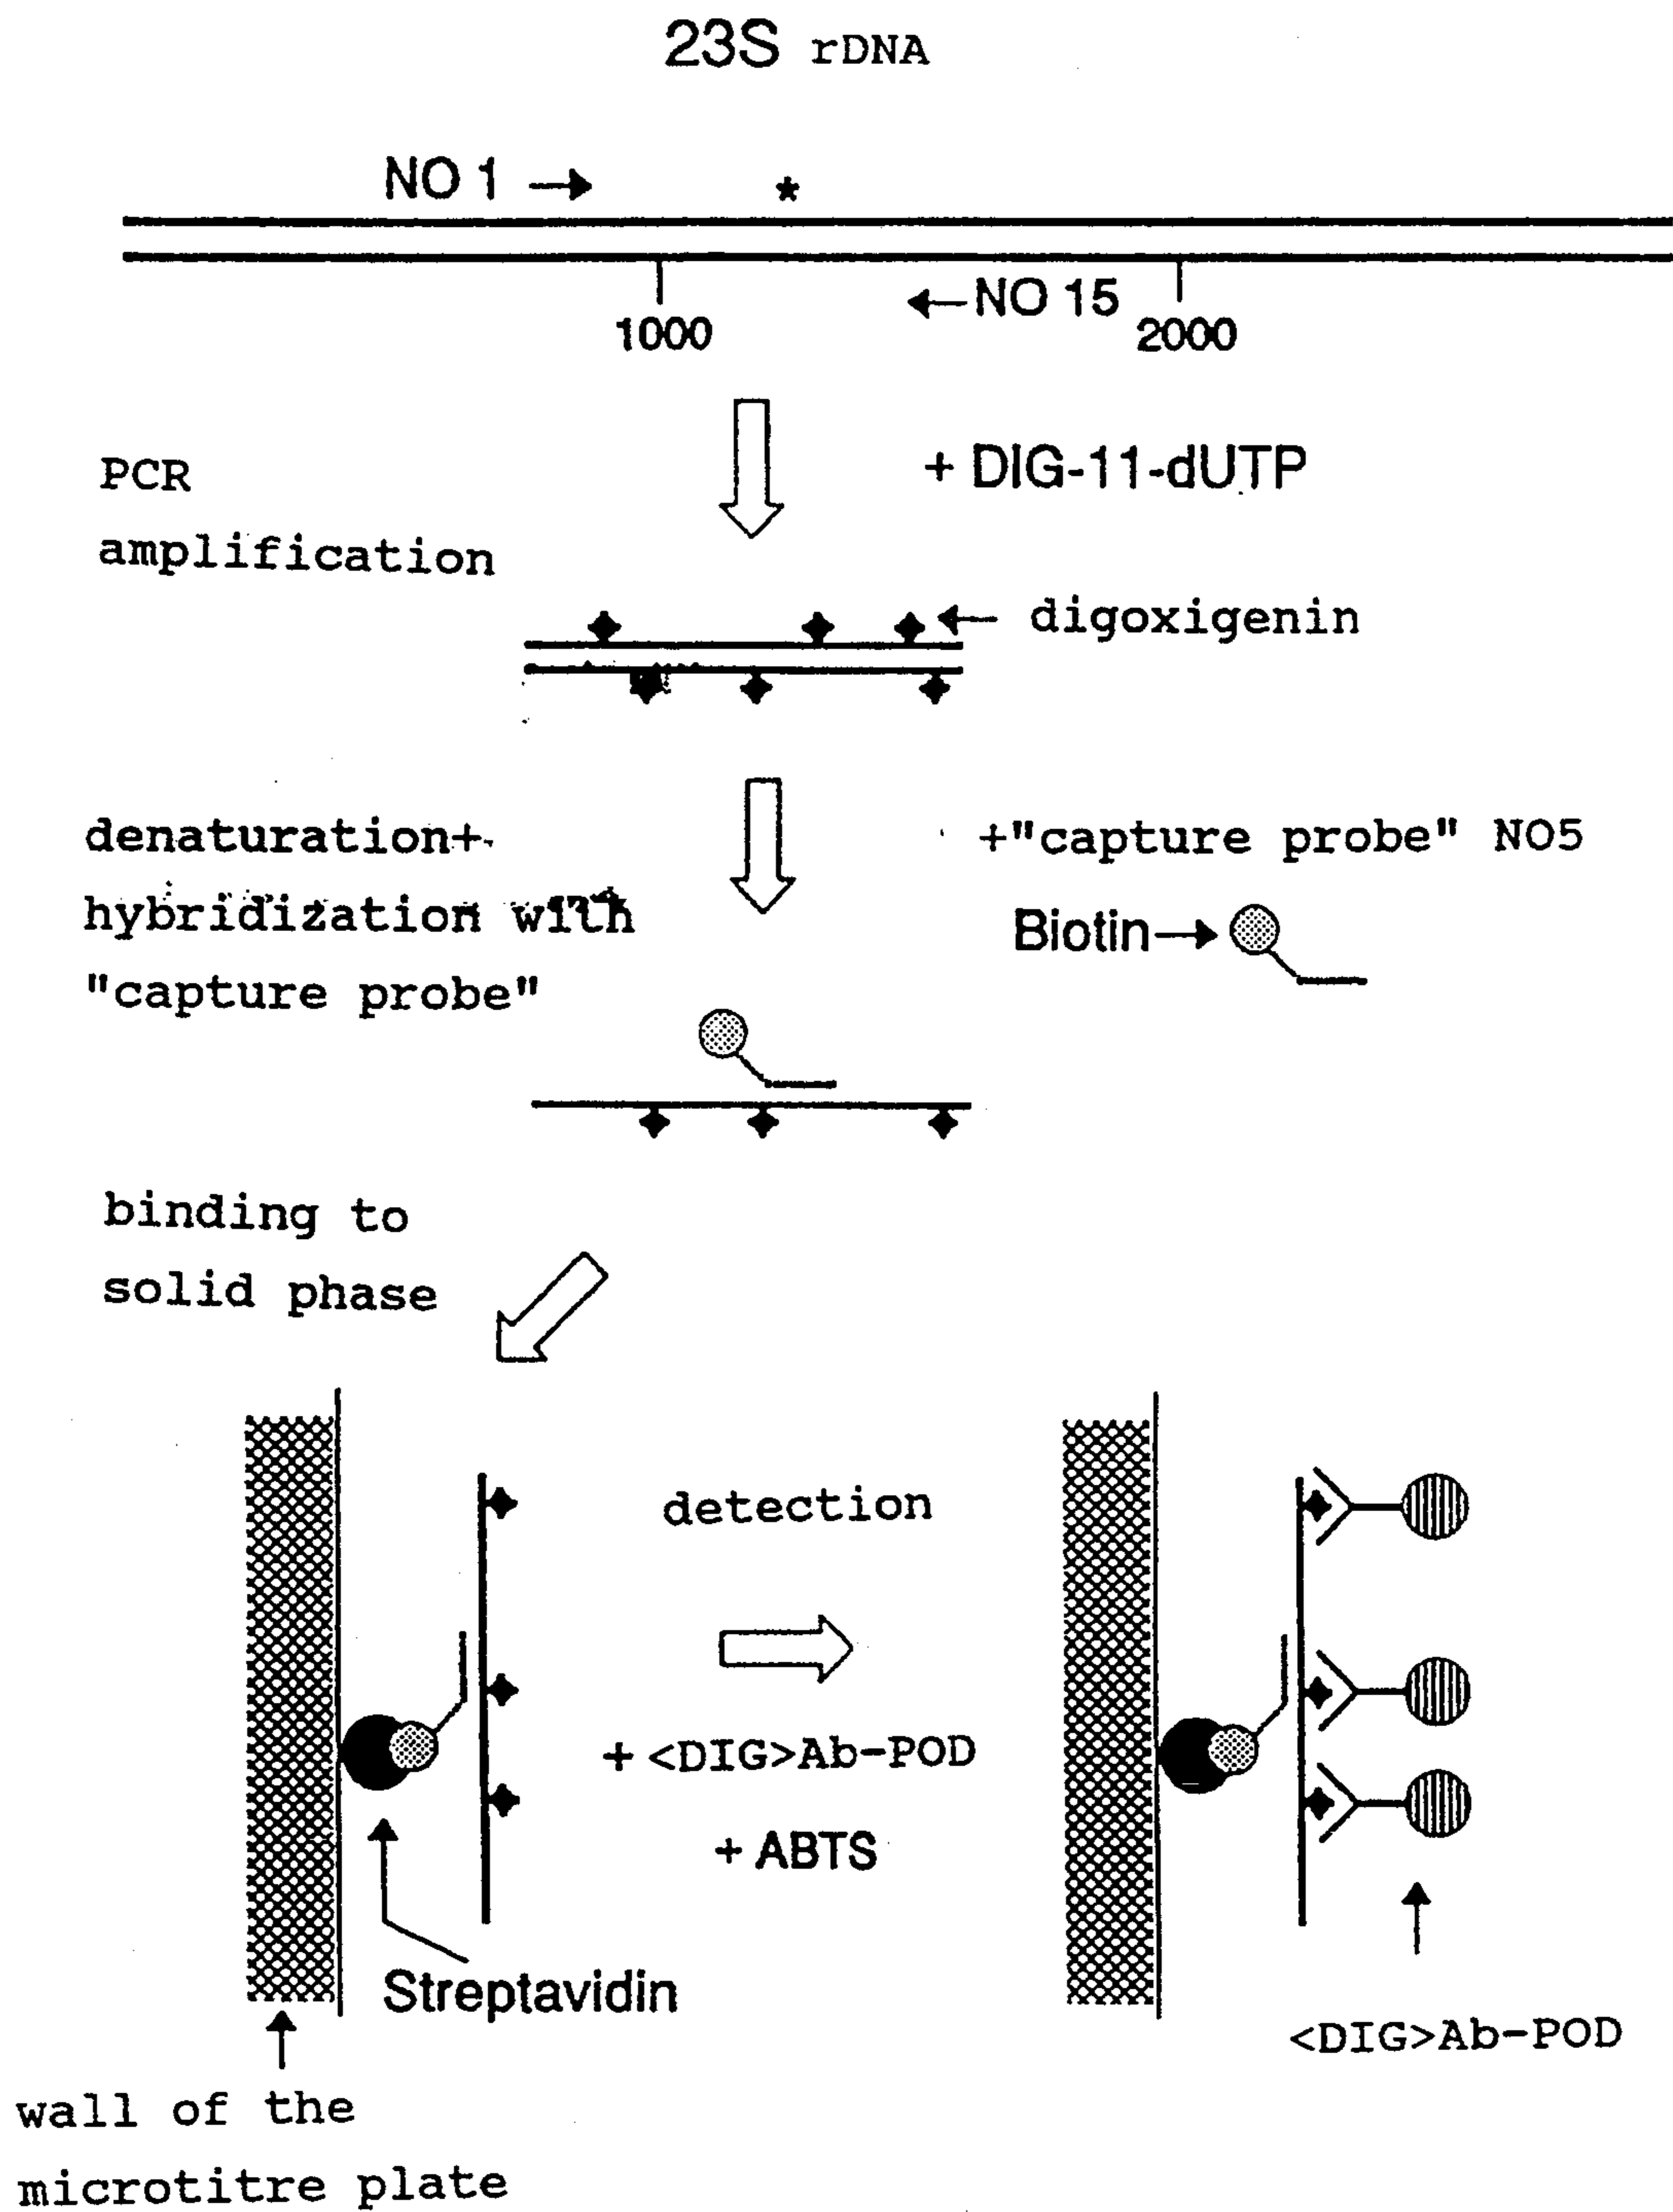 23S rDNA
NO 1
*
NO 15
1000
2000
PCR
amplification
+ DIG-11-dUTP
digoxigenin
denaturation+
hybridization with
"capture probe"
+"capture probe" NO5
Biotin
binding to
solid phase
detection
+ <DIG>Ab-POD
+ ABTS
Streptavidin
<DIG>Ab-POD
wall of the
microtitre plate